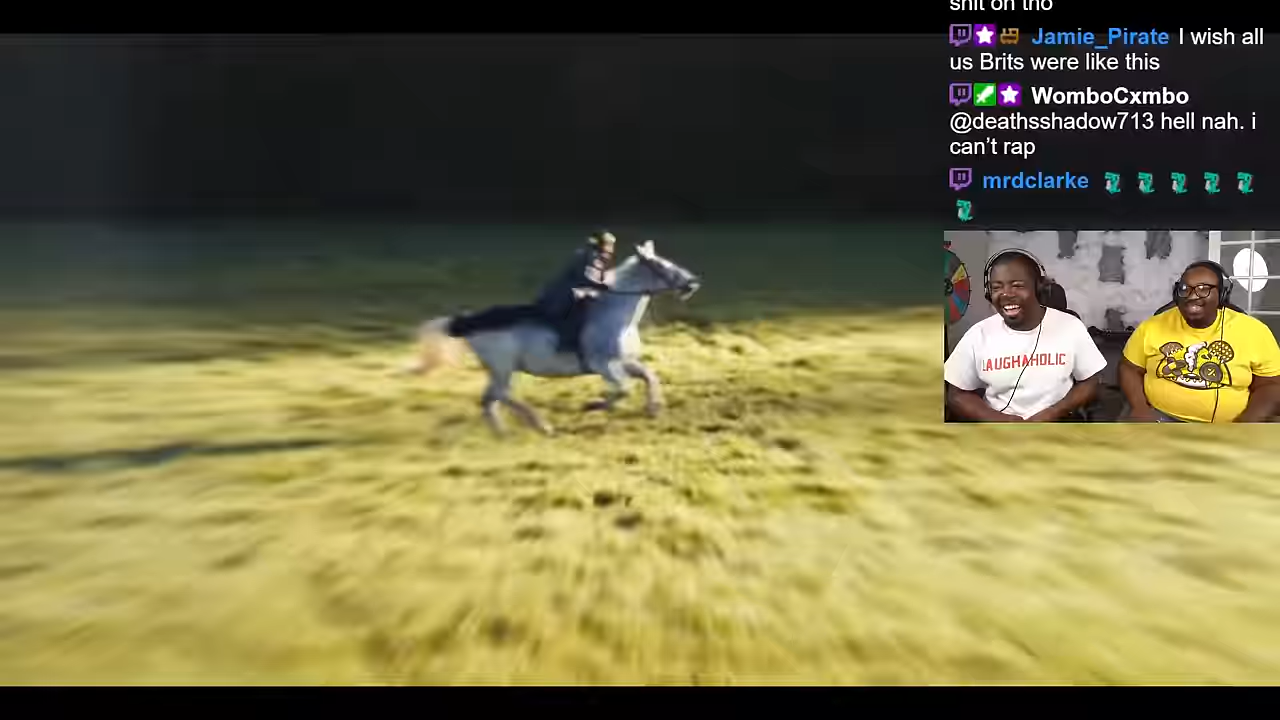 shit on tho
Jamie_Pirate I wish all
us Brits were like this
WomboCxmbo
@deathsshadow713 hell nah. i
can't rap
mrdclarke
LAUGHAHOLIC